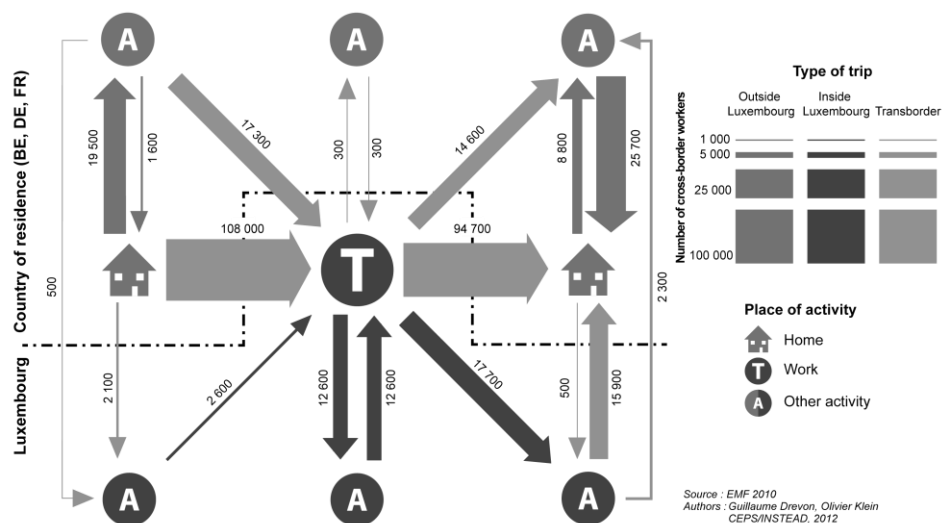 A
A
A
Country of residence (BE, DE, FR)
Luxembourg
19 500
1 600
17 300
300
300
14 600
8 800
25 700
108 000
T
94 700
500
2 300
2 100
2 600
12 600
12 600
17 700
500
15 900
A
A
A
Type of trip
Outside Luxembourg
Inside Luxembourg
Transborder
Number of cross-border workers
1 000
5 000
25 000
100 000
Place of activity
Home
T Work
A Other activity
Source : EMF 2010
Authors : Guillaume Drevon, Olivier Klein
CEPS/INSTEAD, 2012